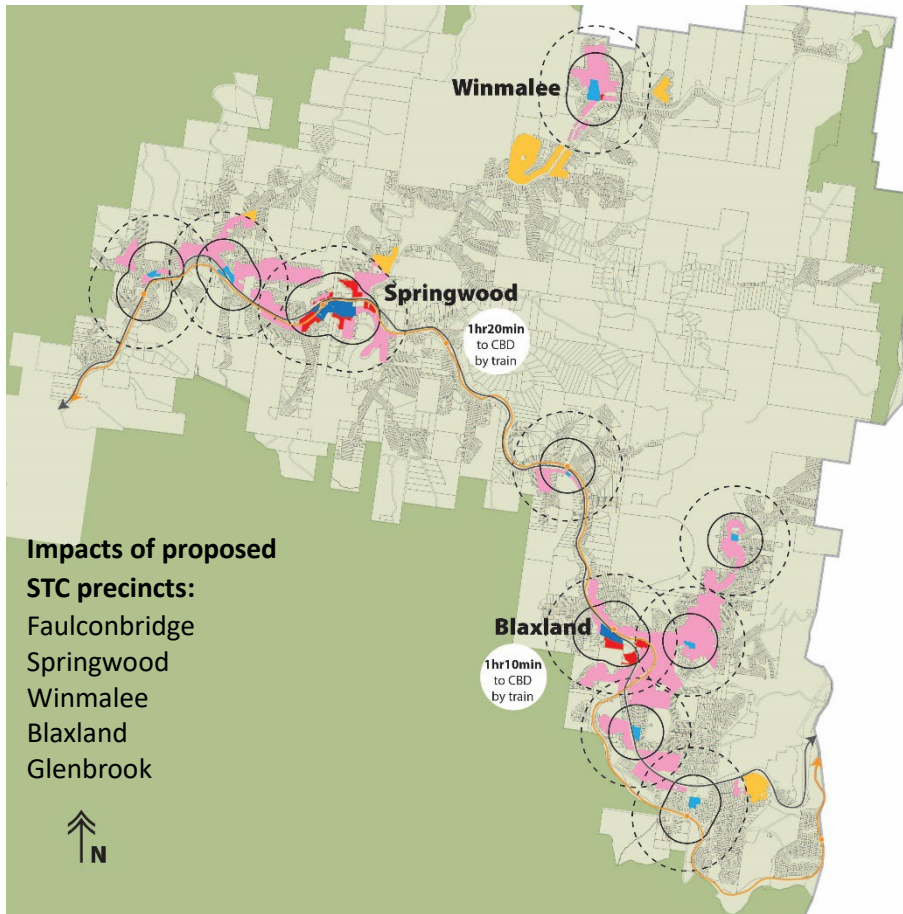 Winmalee
Springwood
1hr20min
to CBD
by train
Impacts of proposed
STC precincts:
Faulconbridge
Springwood
Winmalee
Blaxland
Glenbrook
Blaxland
1hr10min
to CBD
by train
N